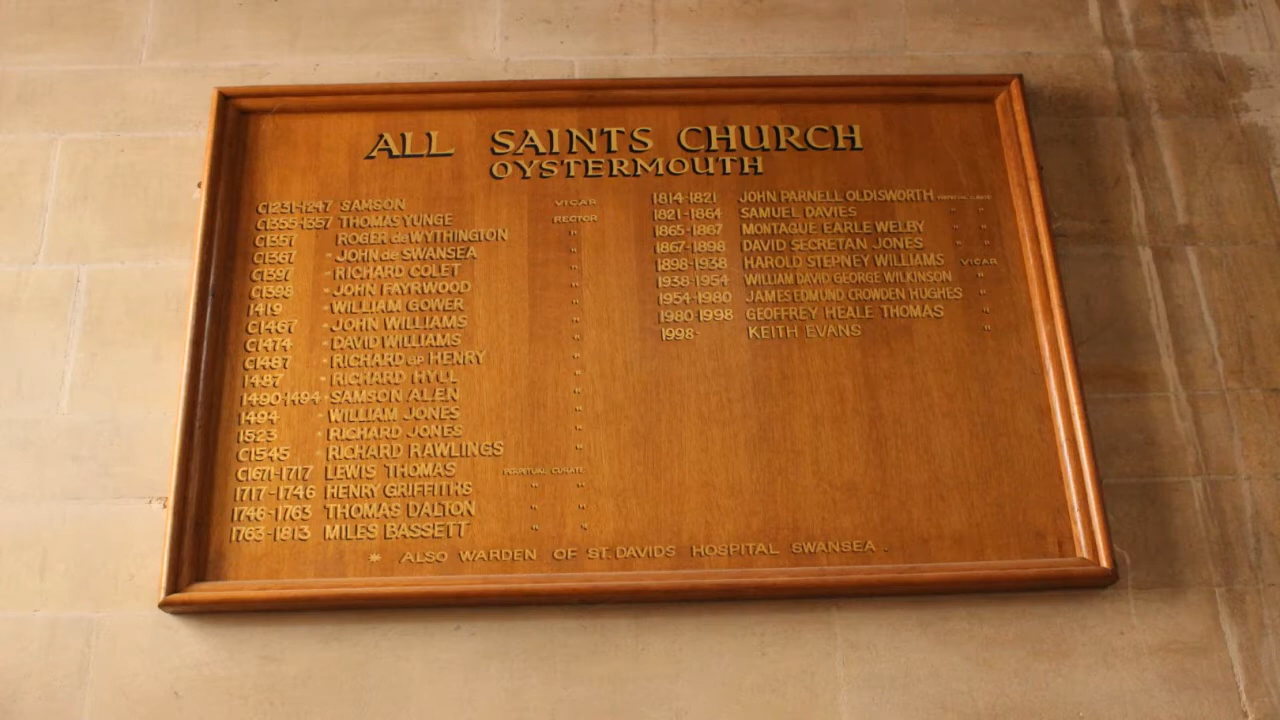 ALL SAINTS CHURCH
OYSTERMOUTH
C1231-1247 SAMSON VICAR
C1355-1357 THOMAS YUNGE RECTOR
C1357 ROGER de WYTHINGTON "
C1367 * JOHN de SWANSEA "
C1397 * RICHARD COLET "
C1398 * JOHN FAYRWOOD "
1419 * WILLIAM GOWER "
C1467 * JOHN WILLIAMS "
C1474 * DAVID WILLIAMS "
C1487 * RICHARD ap HENRY "
1487 * RICHARD HYLL "
1490-1494 * SAMSON ALEN "
1494 * WILLIAM JONES "
1523 * RICHARD JONES "
C1545 * RICHARD RAWLINGS "
C1671-1717 LEWIS THOMAS PERPETUAL CURATE
1717-1746 HENRY GRIFFITHS " "
1746-1763 THOMAS DALTON " "
1763-1813 MILES BASSETT " "
1814-1821 JOHN PARNELL OLDISWORTH PERPETUAL CURATE
1821-1864 SAMUEL DAVIES " "
1865-1867 MONTAGUE EARLE WELBY " "
1867-1898 DAVID SECRETAN JONES " "
1898-1938 HAROLD STEPNEY WILLIAMS VICAR
1938-1954 WILLIAM DAVID GEORGE WILKINSON "
1954-1980 JAMES EDMUND CROWDEN HUGHES "
1980-1998 GEOFFREY HEALE THOMAS "
1998- KEITH EVANS "
* ALSO WARDEN OF ST. DAVIDS HOSPITAL SWANSEA.